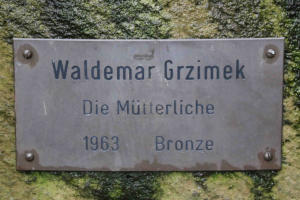 Waldemar Grzimek
Die Mütterliche
1963 Bronze